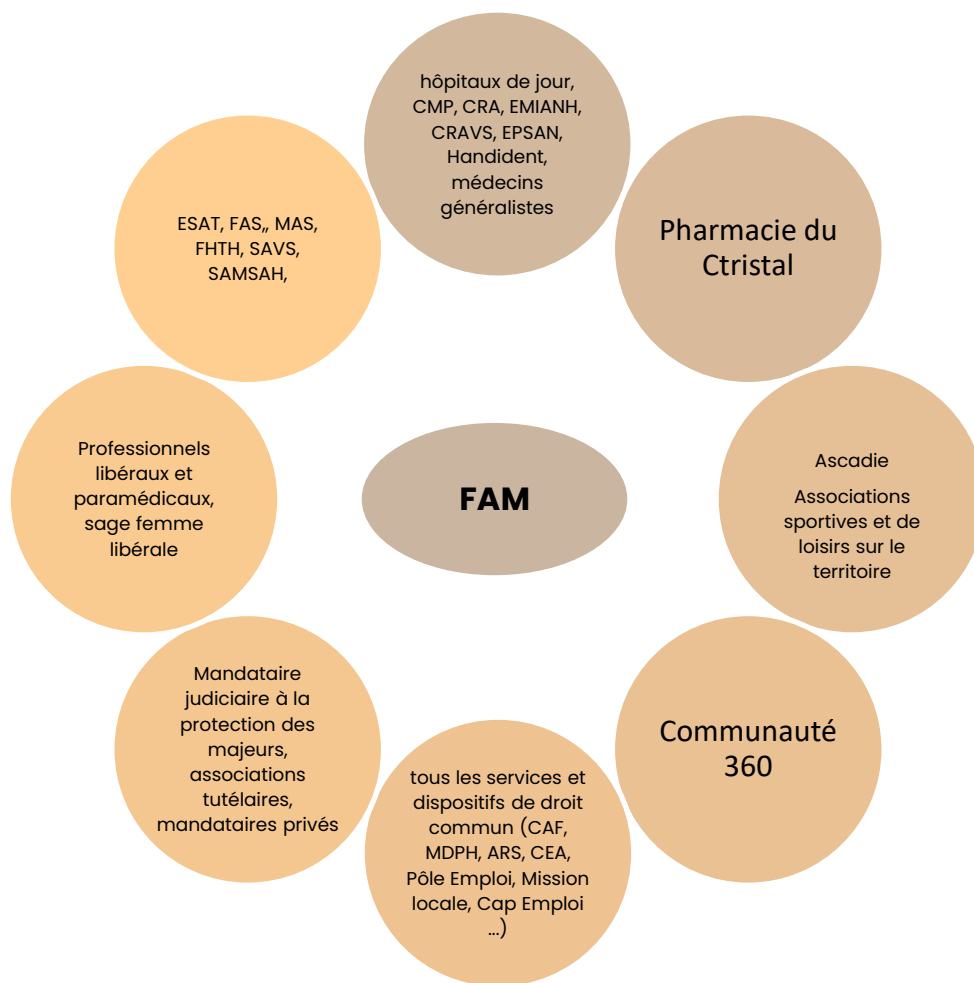 hôpitaux de jour,
CMP, CRA, EMIANH,
CRAVS, EPSAN,
Handident,
médecins
généralistes
Pharmacie du
Ctristal
Ascadie
Associations
sportives et de
loisirs sur le
territoire
Communauté
360
tous les services et
dispositifs de droit
commun (CAF,
MDPH, ARS, CEA,
Pôle Emploi, Mission
locale, Cap Emploi
...)
Mandataire
judiciaire à la
protection des
majeurs,
associations
tutélaires,
mandataires privés
Professionnels
libéraux et
paramédicaux,
sage femme
libérale
ESAT, FAS,, MAS,
FHTH, SAVS,
SAMSAH,
FAM